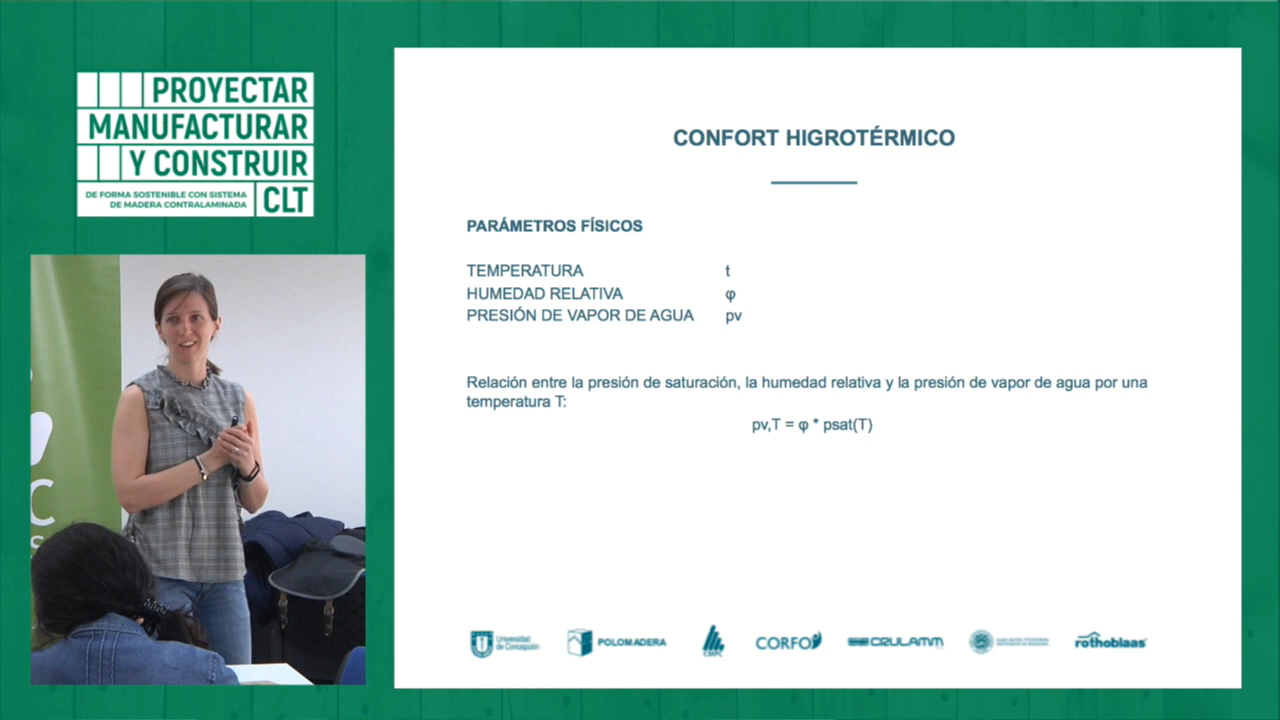 PROYECTAR
MANUFACTURAR
Y CONSTRUIR
DE FORMA SOSTENIBLE CON SISTEMA
DE MADERA CONTRALAMINADA
CLT
CONFORT HIGROTÉRMICO
PARÁMETROS FÍSICOS
TEMPERATURA t
HUMEDAD RELATIVA φ
PRESIÓN DE VAPOR DE AGUA pv
Relación entre la presión de saturación, la humedad relativa y la presión de vapor de agua por una
temperatura T:
pv,T = φ * psat(T)
C
S
Universidad
de Concepción
POLOMADERA
CMPC
CORFO
CRULAMM
rothoblaas